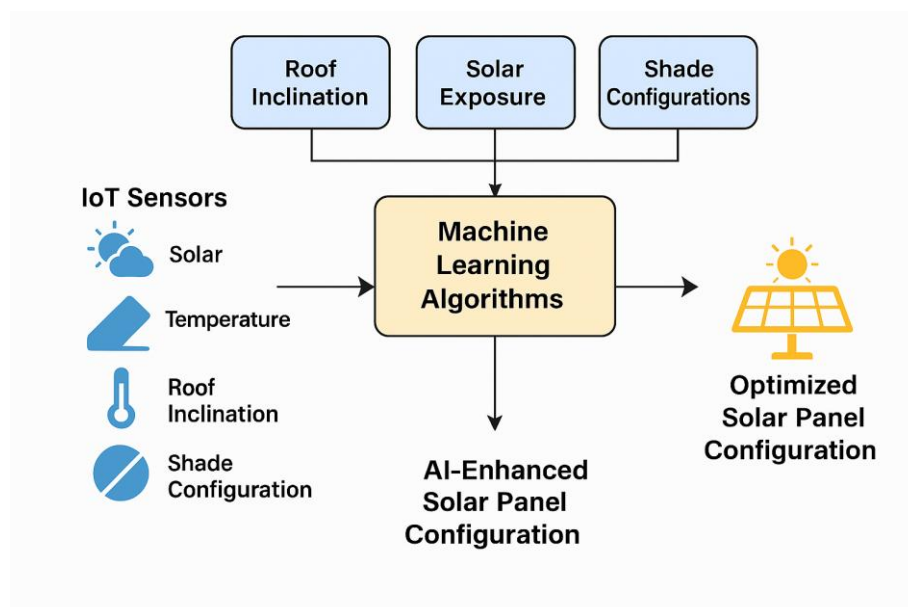 Roof
Inclination
Solar
Exposure
Shade
Configurations
IoT Sensors
Solar
Temperature
Roof
Inclination
Shade
Configuration
Machine
Learning
Algorithms
AI-Enhanced
Solar Panel
Configuration
Optimized
Solar Panel
Configuration